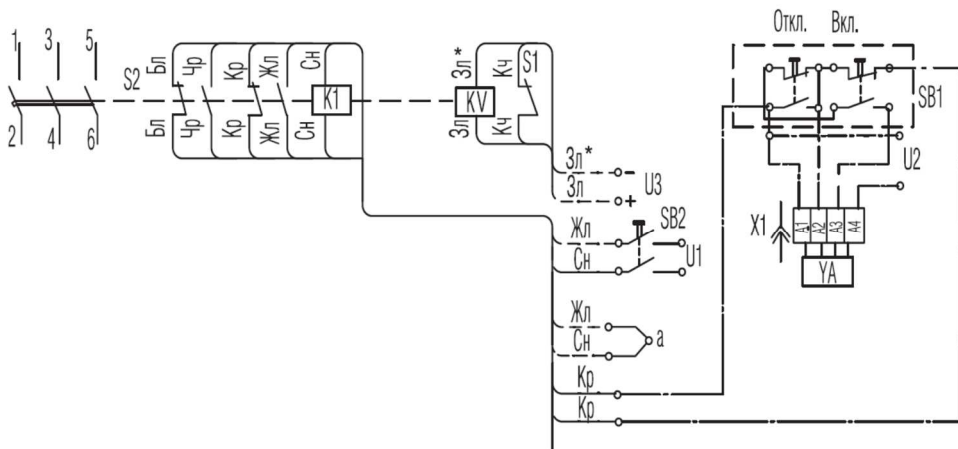 Откл. Вкл.
1 3 5
S2
Бл Чр Кр Жл Сн
K1
Бл Чр Кр Жл Сн
Зл* Кч S1
KV
Зл Кч
SB1
2 4 6
Зл* -
U3
Зл +
U2
Жл SB2
Сн U1
X1 A1 A2 A3 A4
YA
Жл
Сн a
Кр
Кр